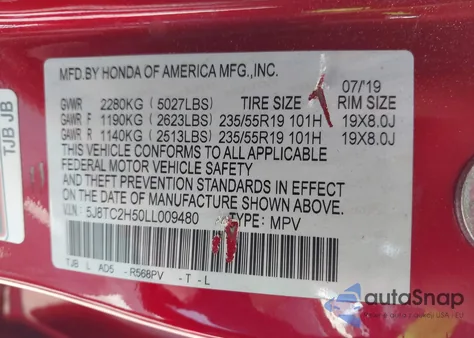 TJB JB
MFD.BY HONDA OF AMERICA MFG.,INC.
07/19
GVWR 2280KG (5027LBS) TIRE SIZE RIM SIZE
GAWR F 1190KG (2623LBS) 235/55R19 101H 19X8.0J
GAWR R 1140KG (2513LBS) 235/55R19 101H 19X8.0J
THIS VEHICLE CONFORMS TO ALL APPLICABLE
FEDERAL MOTOR VEHICLE SAFETY
AND THEFT PREVENTION STANDARDS IN EFFECT
ON THE DATE OF MANUFACTURE SHOWN ABOVE.
V.I.N: 5J8TC2H50LL009480 TYPE: MPV
TJB L AD5 - R568PV - T - L
autoSnap